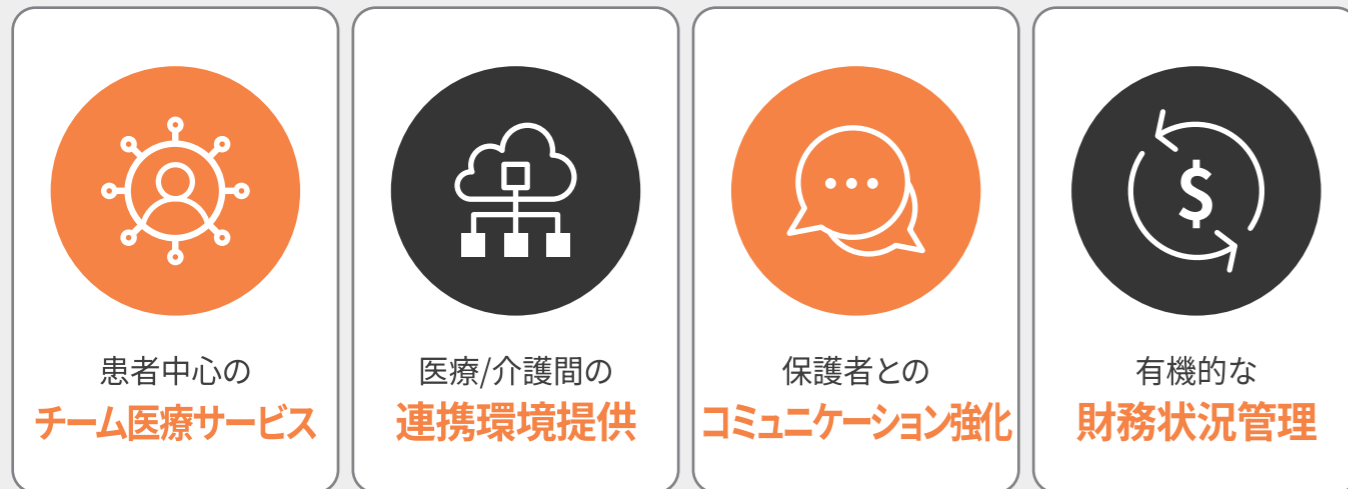 患者中心の
チーム医療サービス
医療/介護間の
連携環境提供
保護者との
コミュニケーション強化
有機的な
財務状況管理
$